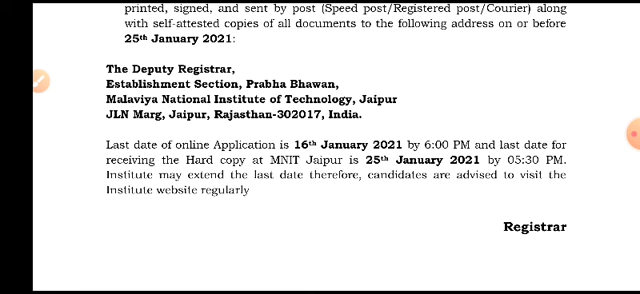 printed, signed, and sent by post (Speed post/Registered post/Courier) along
with self-attested copies of all documents to the following address on or before
25th January 2021:
The Deputy Registrar,
Establishment Section, Prabha Bhawan,
Malaviya National Institute of Technology, Jaipur
JLN Marg, Jaipur, Rajasthan-302017, India.
Last date of online Application is 16th January 2021 by 6:00 PM and last date for
receiving the Hard copy at MNIT Jaipur is 25th January 2021 by 05:30 PM.
Institute may extend the last date therefore, candidates are advised to visit the
Institute website regularly
Registrar